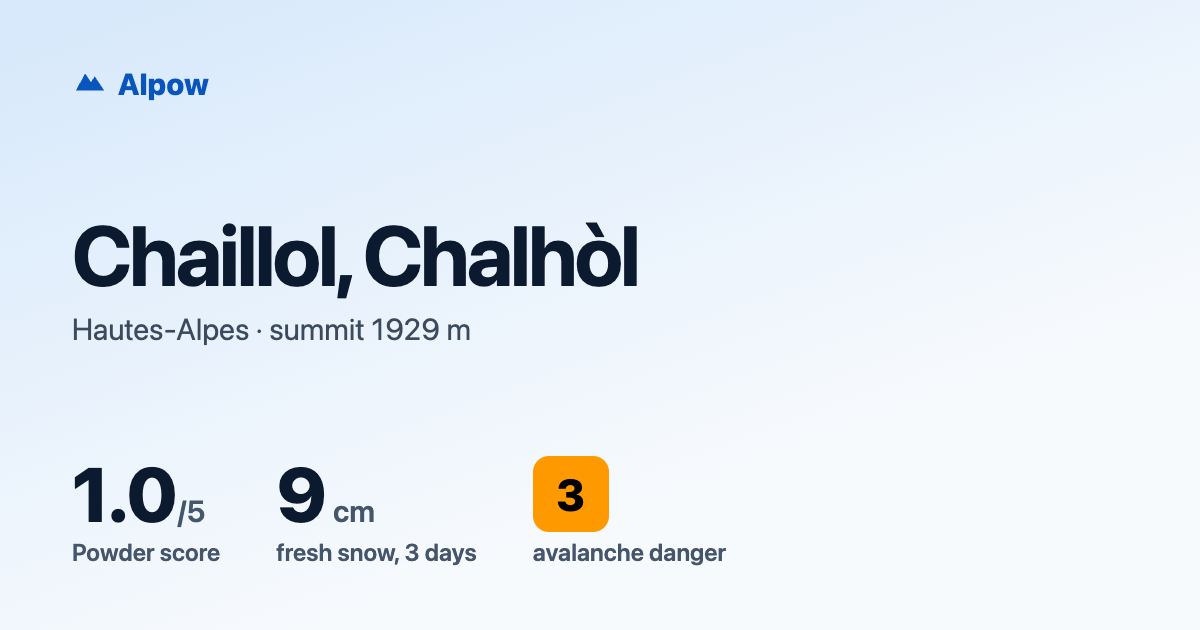 Alpow
Chaillol, Chalhòl
Hautes-Alpes · summit 1929 m
1.0/5
Powder score
9 cm
fresh snow, 3 days
3
avalanche danger